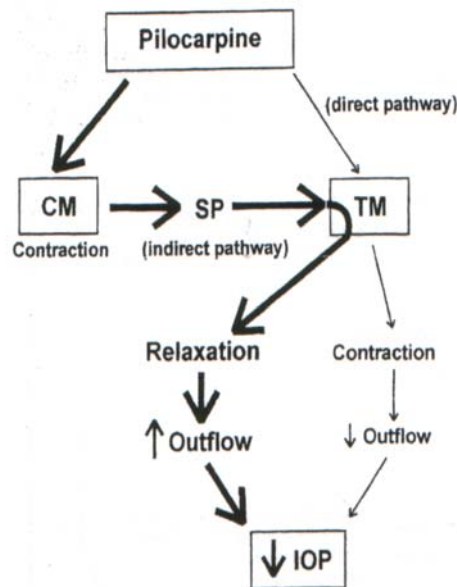 Pilocarpine
(direct pathway)
CM
SP
TM
Contraction
(indirect pathway)
Relaxation
Contraction
↑ Outflow
↓ Outflow
↓ IOP